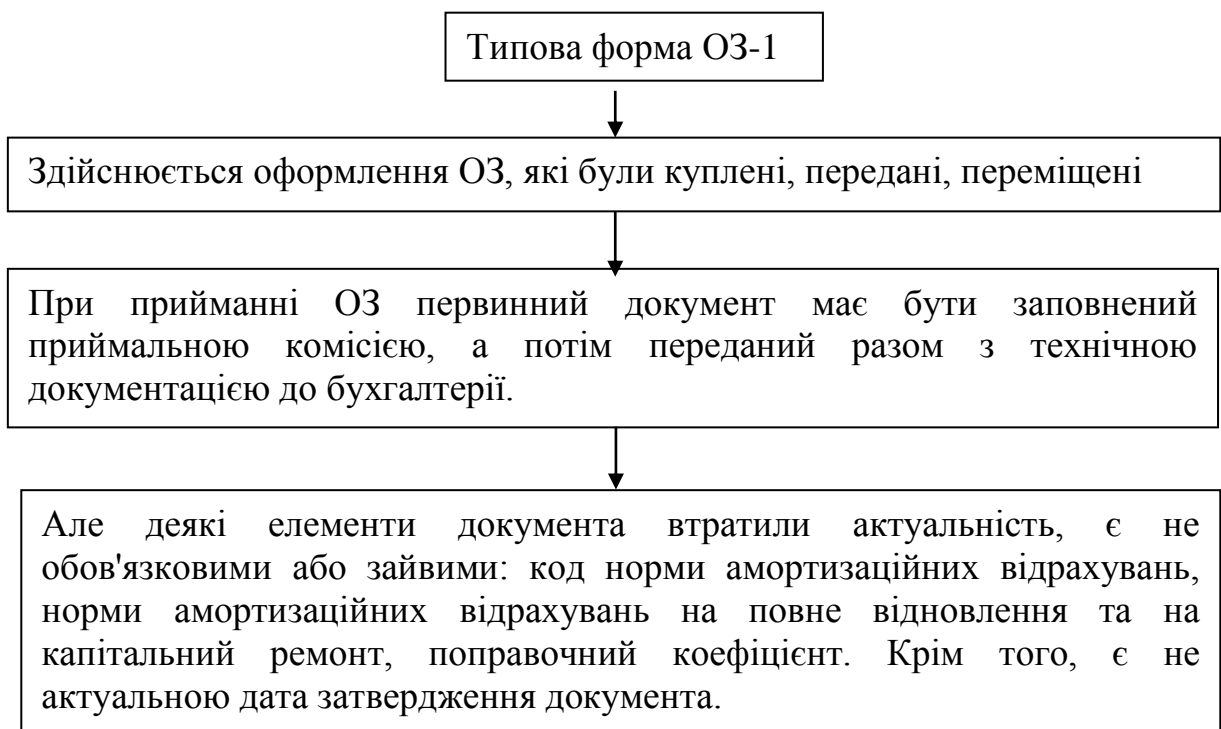 Типова форма ОЗ-1
Здійснюється оформлення ОЗ, які були куплені, передані, переміщені
При прийманні ОЗ первинний документ має бути заповнений
приймальною комісією, а потім переданий разом з технічною
документацією до бухгалтерії.
Але деякі елементи документа втратили актуальність, є не
обов'язковими або зайвими: код норми амортизаційних відрахувань,
норми амортизаційних відрахувань на повне відновлення та на
капітальний ремонт, поправочний коефіцієнт. Крім того, є не
актуальною дата затвердження документа.